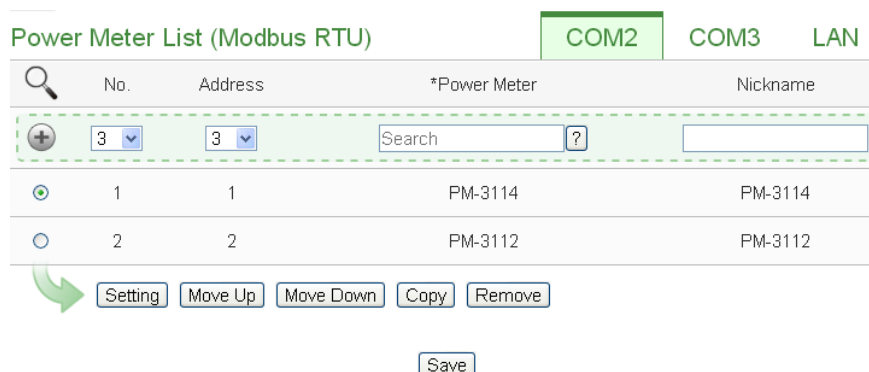 Power Meter List (Modbus RTU) COM2 COM3 LAN
No. Address *Power Meter Nickname
3 3 Search ?
1 1 PM-3114 PM-3114
2 2 PM-3112 PM-3112
Setting Move Up Move Down Copy Remove
Save